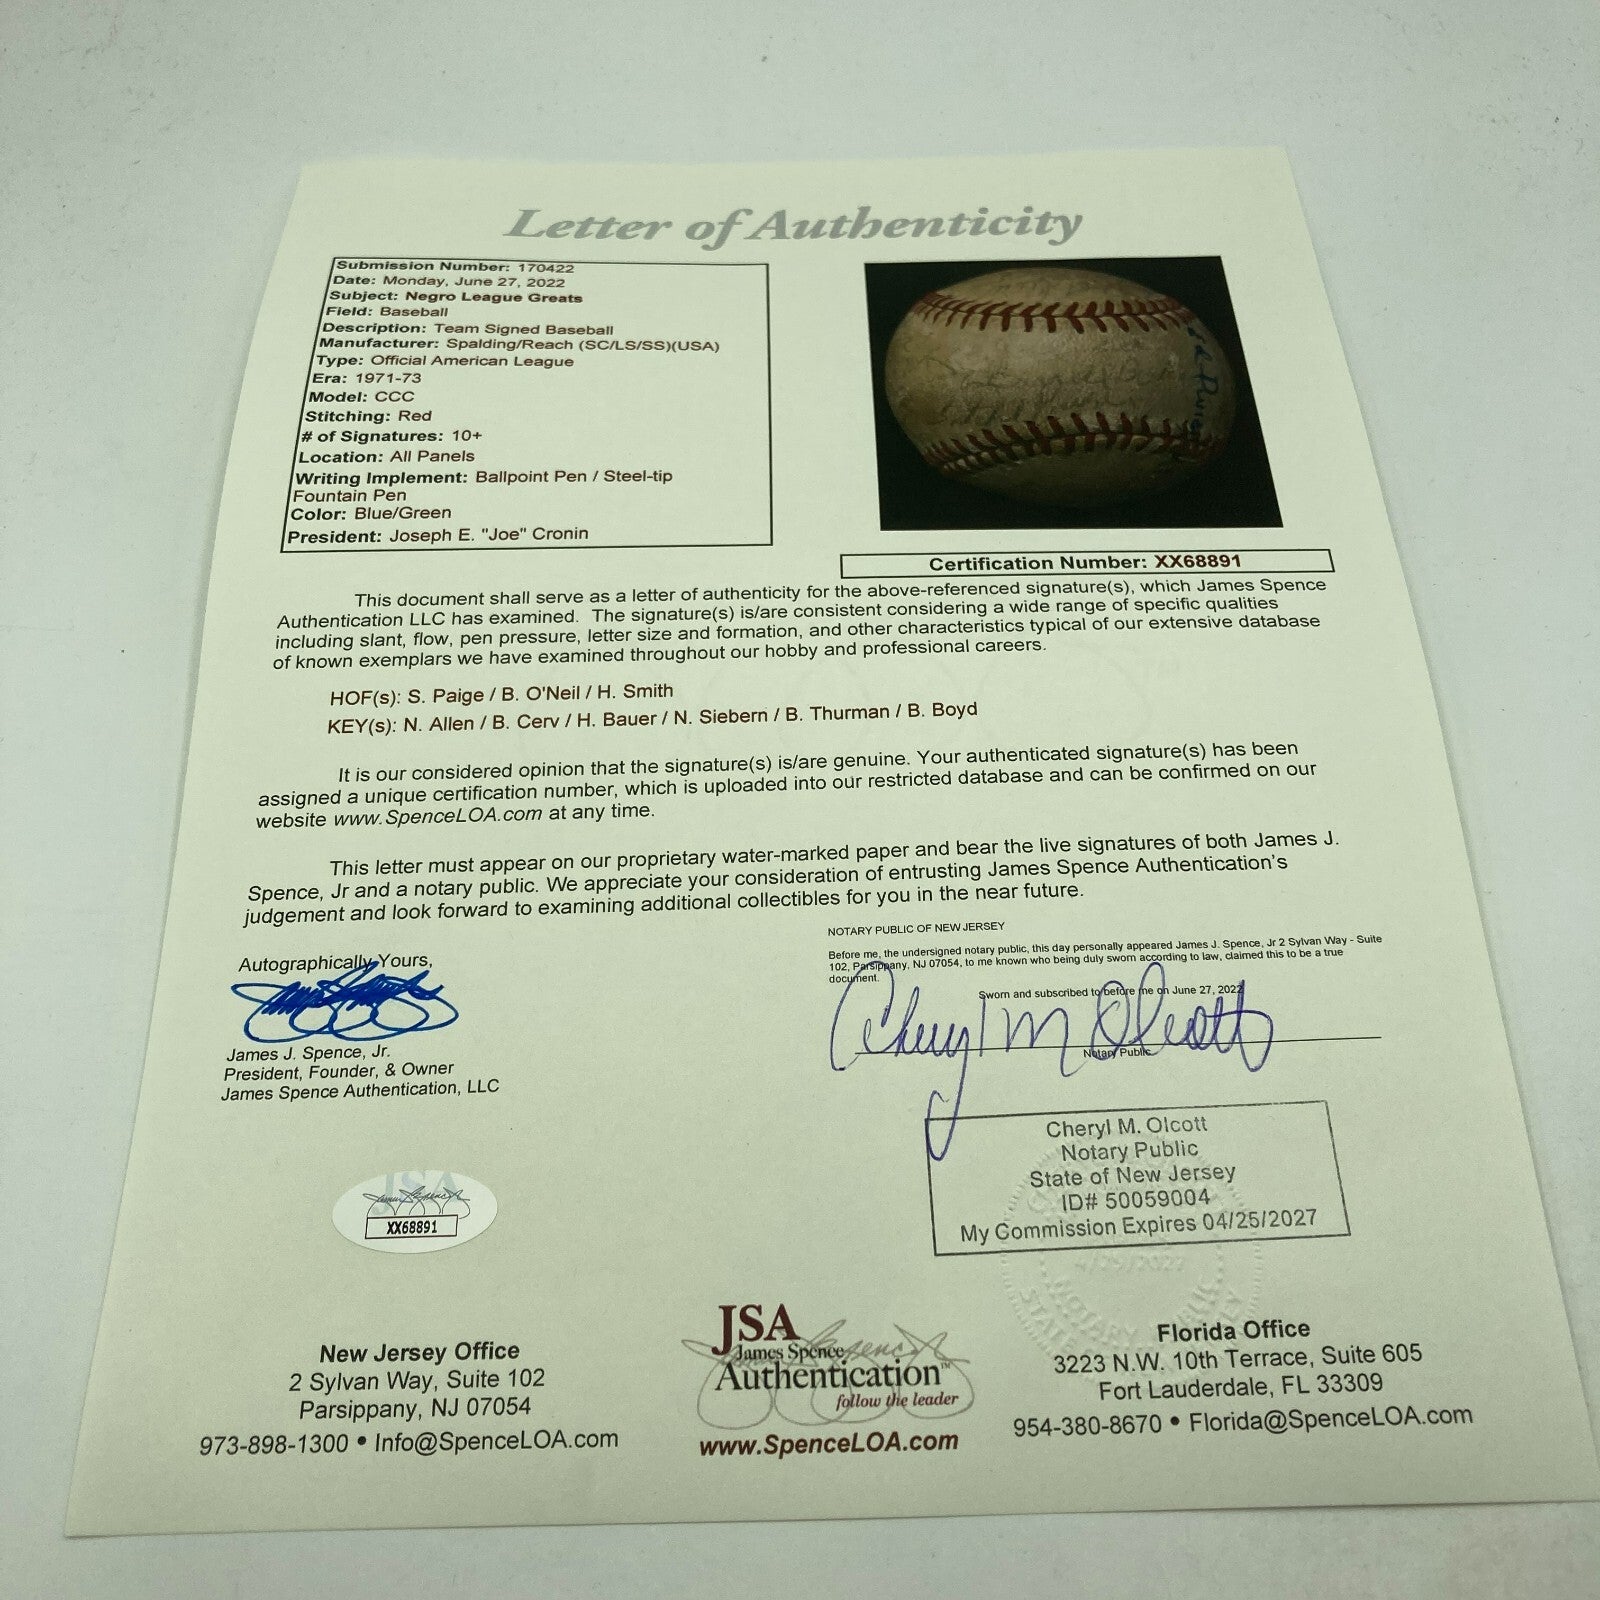 Letter of Authenticity
Submission Number: 170422
Date: Monday, June 27, 2022
Subject: Negro League Greats
Field: Baseball
Description: Team Signed Baseball
Manufacturer: Spalding/Reach (SC/LS/SS)(USA)
Type: Official American League
Era: 1971-73
Model: CCC
Stitching: Red
# of Signatures: 10+
Location: All Panels
Writing Implement: Ballpoint Pen / Steel-tip
Fountain Pen
Color: Blue/Green
President: Joseph E. "Joe" Cronin
Certification Number: XX68891
This document shall serve as a letter of authenticity for the above-referenced signature(s), which James Spence
Authentication LLC has examined. The signature(s) is/are consistent considering a wide range of specific qualities
including slant, flow, pen pressure, letter size and formation, and other characteristics typical of our extensive database
of known exemplars we have examined throughout our hobby and professional careers.
HOF(s): S. Paige / B. O'Neil / H. Smith
KEY(s): N. Allen / B. Cerv / H. Bauer / N. Siebern / B. Thurman / B. Boyd
It is our considered opinion that the signature(s) is/are genuine. Your authenticated signature(s) has been
assigned a unique certification number, which is uploaded into our restricted database and can be confirmed on our
website www.SpenceLOA.com at any time.
This letter must appear on our proprietary water-marked paper and bear the live signatures of both James J.
Spence, Jr and a notary public. We appreciate your consideration of entrusting James Spence Authentication's
judgement and look forward to examining additional collectibles for you in the near future.
NOTARY PUBLIC OF NEW JERSEY
Before me, the undersigned notary public, this day personally appeared James J. Spence, Jr 2 Sylvan Way - Suite
102, Parsippany, NJ 07054, to me known who being duly sworn according to law, claimed this to be a true
document.
Sworn and subscribed to before me on June 27, 2022
Cheryl M Olcott
Notary Public
Autographically Yours,
James J. Spence, Jr.
President, Founder, & Owner
James Spence Authentication, LLC
Cheryl M. Olcott
Notary Public
State of New Jersey
ID# 50059004
My Commission Expires 04/25/2027
JSA
XX68891
New Jersey Office
2 Sylvan Way, Suite 102
Parsippany, NJ 07054
973-898-1300 • Info@SpenceLOA.com
JSA
James Spence
Authentication™
follow the leader
www.SpenceLOA.com
Florida Office
3223 N.W. 10th Terrace, Suite 605
Fort Lauderdale, FL 33309
954-380-8670 • Florida@SpenceLOA.com